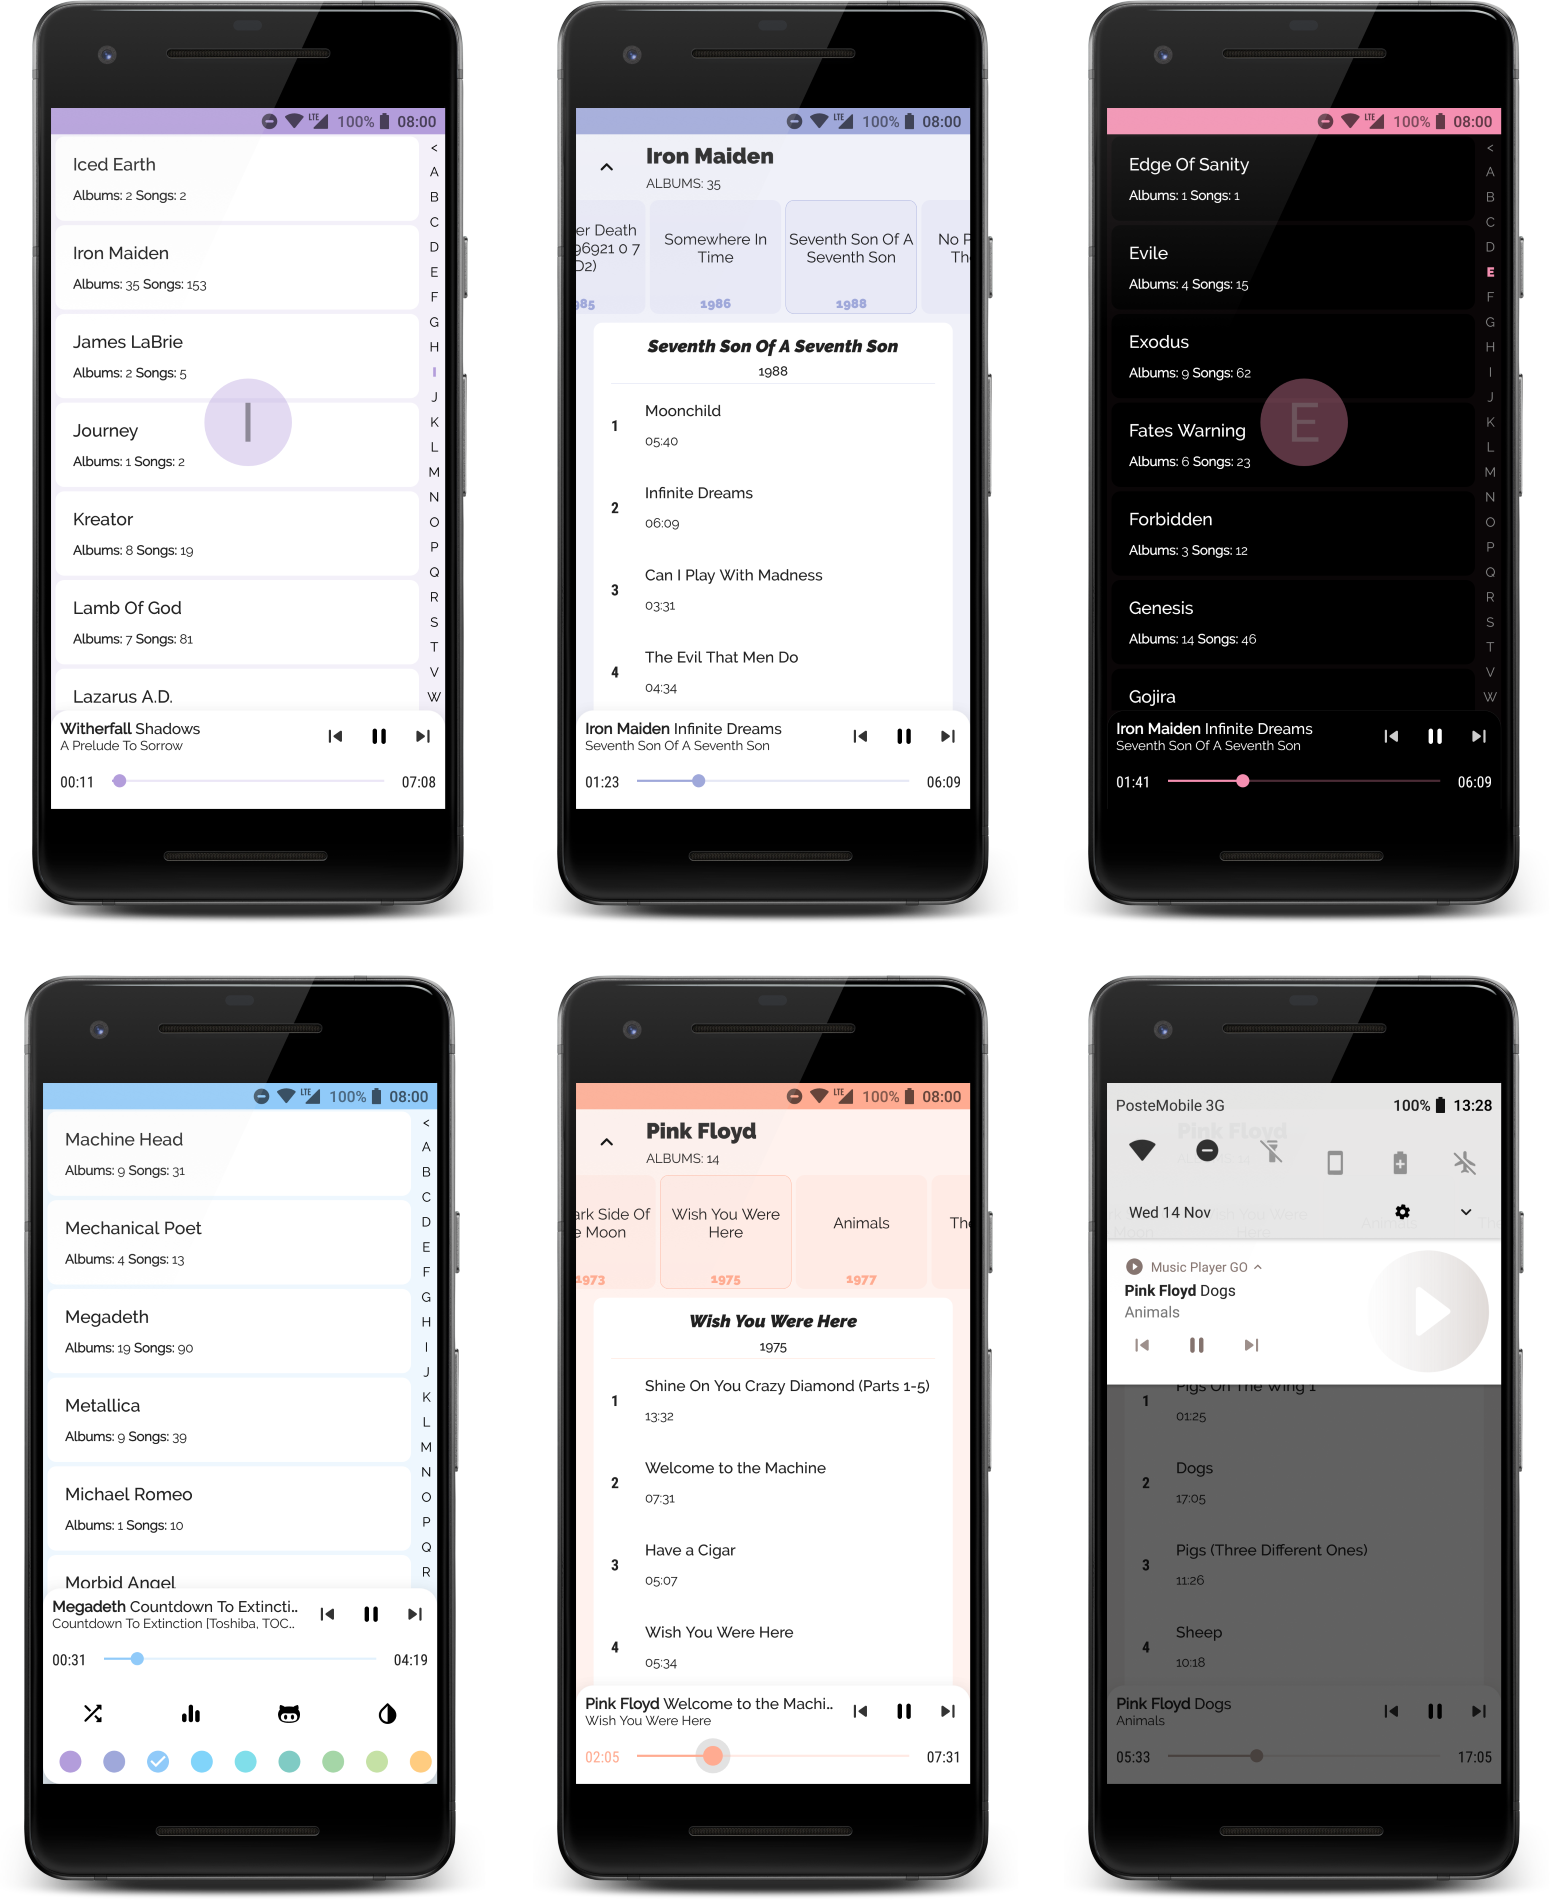 LTE 100% 08:00
Iced Earth
Albums: 2 Songs: 2
Iron Maiden
Albums: 35 Songs: 153
James LaBrie
Albums: 2 Songs: 5
Journey
Albums: 1 Songs: 2
Kreator
Albums: 8 Songs: 19
Lamb Of God
Albums: 7 Songs: 81
Lazarus A.D.
<
A
B
C
D
E
F
G
H
I
J
K
L
M
N
O
P
Q
R
S
T
V
W
I
Witherfall Shadows
A Prelude To Sorrow
00:11
07:08
LTE 100% 08:00
Iron Maiden
ALBUMS: 35
er Death
96921 0 7
D2)
985
Somewhere In
Time
1986
Seventh Son Of A
Seventh Son
1988
No P
Th
Seventh Son Of A Seventh Son
1988
1
Moonchild
05:40
2
Infinite Dreams
06:09
3
Can I Play With Madness
03:31
4
The Evil That Men Do
04:34
Iron Maiden Infinite Dreams
Seventh Son Of A Seventh Son
01:23
06:09
LTE 100% 08:00
Edge Of Sanity
Albums: 1 Songs: 1
Evile
Albums: 4 Songs: 15
Exodus
Albums: 9 Songs: 62
Fates Warning
Albums: 6 Songs: 23
Forbidden
Albums: 3 Songs: 12
Genesis
Albums: 14 Songs: 46
Gojira
<
A
B
C
D
E
F
G
H
I
J
K
L
M
N
O
P
Q
R
S
T
V
W
E
Iron Maiden Infinite Dreams
Seventh Son Of A Seventh Son
01:41
06:09
LTE 100% 08:00
Machine Head
Albums: 9 Songs: 31
Mechanical Poet
Albums: 4 Songs: 13
Megadeth
Albums: 19 Songs: 90
Metallica
Albums: 9 Songs: 39
Michael Romeo
Albums: 1 Songs: 10
Morbid Angel
<
A
B
C
D
E
F
G
H
I
J
K
L
M
N
O
P
Q
R
Megadeth Countdown To Extincti..
Countdown To Extinction [Toshiba, TOC..
00:31
04:19
LTE 100% 08:00
Pink Floyd
ALBUMS: 14
ark Side Of
e Moon
1973
Wish You Were
Here
1975
Animals
1977
The
Wish You Were Here
1975
1
Shine On You Crazy Diamond (Parts 1-5)
13:32
2
Welcome to the Machine
07:31
3
Have a Cigar
05:07
4
Wish You Were Here
05:34
Pink Floyd Welcome to the Machi..
Wish You Were Here
02:05
07:31
PosteMobile 3G
100% 13:28
Pink Floyd
Wed 14 Nov
Music Player GO
Pink Floyd Dogs
Animals
1
Pigs On The Wing 1
01:25
2
Dogs
17:05
3
Pigs (Three Different Ones)
11:26
4
Sheep
10:18
Pink Floyd Dogs
Animals
05:33
17:05